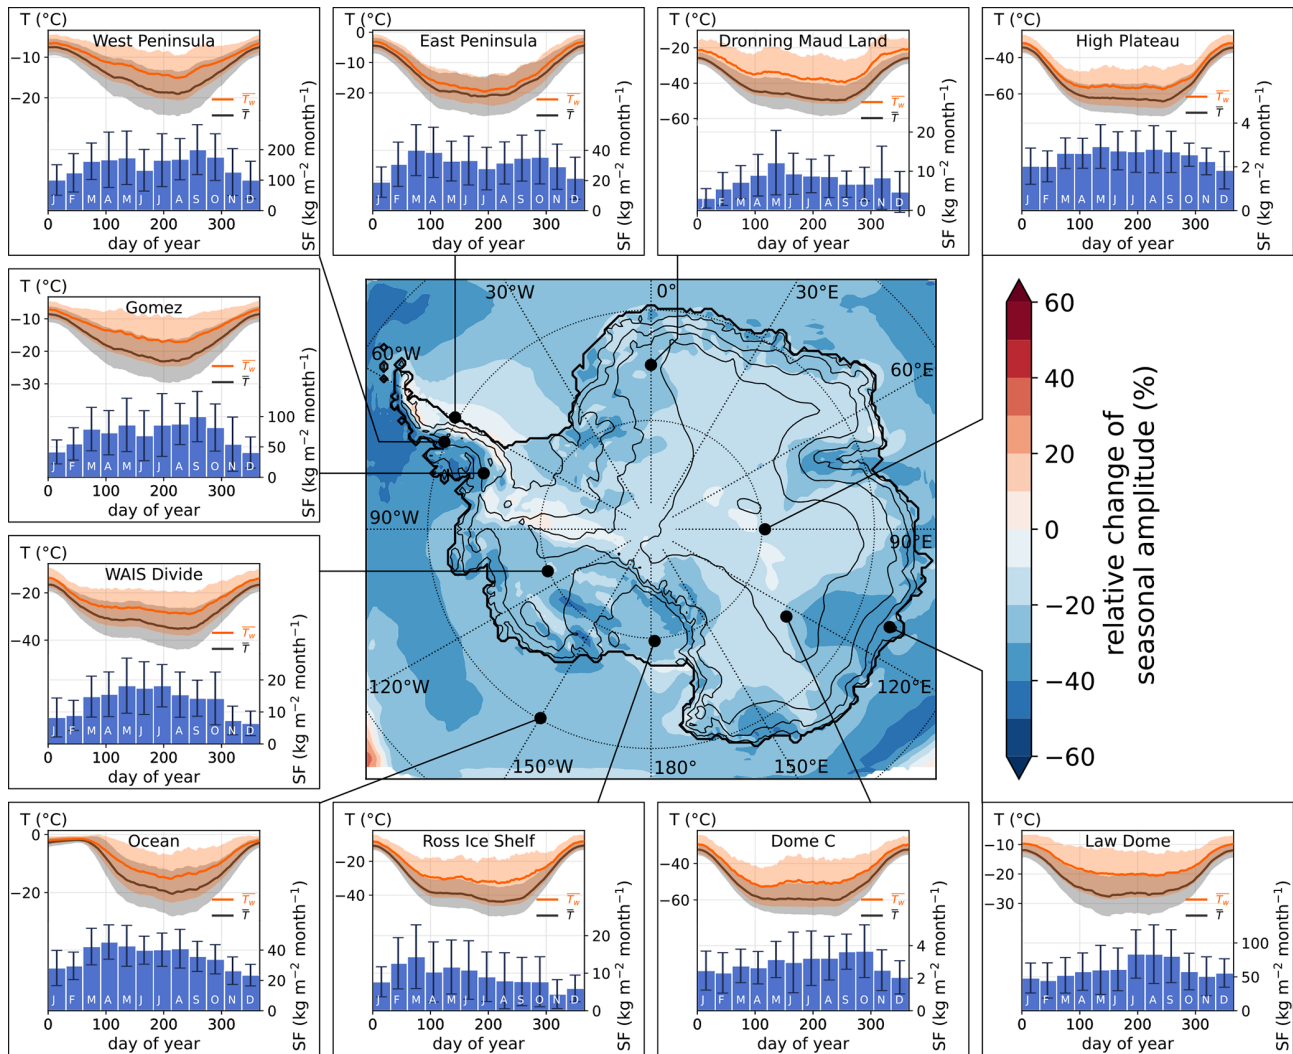 T (°C)
West Peninsula
−10
−20
T̅w̅
T̿
200
100
0
SF (kg m−2 month−1)
J F M A M J J A S O N D
0 100 200 300
day of year
T (°C)
East Peninsula
0
−10
−20
T̅w̅
T̿
40
20
0
SF (kg m−2 month−1)
J F M A M J J A S O N D
0 100 200 300
day of year
T (°C)
Dronning Maud Land
−20
−40
−60
T̅w̅
T̿
20
10
0
SF (kg m−2 month−1)
J F M A M J J A S O N D
0 100 200 300
day of year
T (°C)
High Plateau
−40
−60
T̅w̅
T̿
4
2
0
SF (kg m−2 month−1)
J F M A M J J A S O N D
0 100 200 300
day of year
T (°C)
Gomez
−10
−20
−30
T̅w̅
T̿
100
50
0
SF (kg m−2 month−1)
J F M A M J J A S O N D
0 100 200 300
day of year
T (°C)
WAIS Divide
−20
−40
T̅w̅
T̿
20
10
0
SF (kg m−2 month−1)
J F M A M J J A S O N D
0 100 200 300
day of year
30°W
0°
30°E
60°W
60°E
90°W
90°E
120°W
120°E
150°W
180°
150°E
60
40
20
0
−20
−40
−60
relative change of
seasonal amplitude (%)
T (°C)
Ocean
0
−20
T̅w̅
T̿
40
20
0
SF (kg m−2 month−1)
J F M A M J J A S O N D
0 100 200 300
day of year
T (°C)
Ross Ice Shelf
−20
−40
T̅w̅
T̿
20
10
0
SF (kg m−2 month−1)
J F M A M J J A S O N D
0 100 200 300
day of year
T (°C)
Dome C
−40
−60
T̅w̅
T̿
4
2
0
SF (kg m−2 month−1)
J F M A M J J A S O N D
0 100 200 300
day of year
T (°C)
Law Dome
−10
−20
−30
T̅w̅
T̿
100
50
0
SF (kg m−2 month−1)
J F M A M J J A S O N D
0 100 200 300
day of year